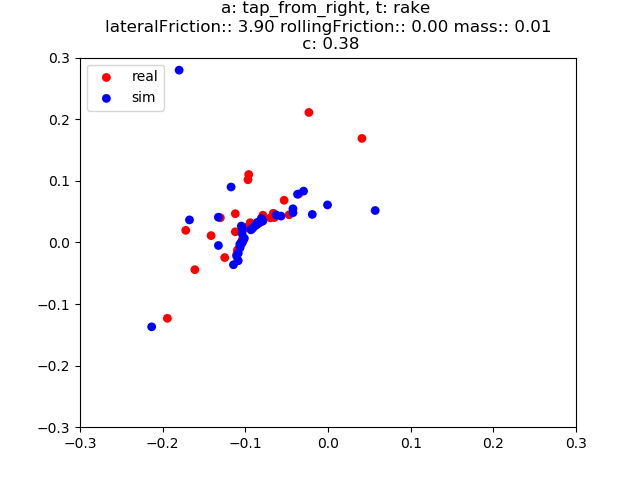 a: tap_from_right, t: rake
lateralFriction:: 3.90 rollingFriction:: 0.00 mass:: 0.01
c: 0.38
real
sim
0.3
0.2
0.1
0.0
−0.1
−0.2
−0.3
−0.3 −0.2 −0.1 0.0 0.1 0.2 0.3